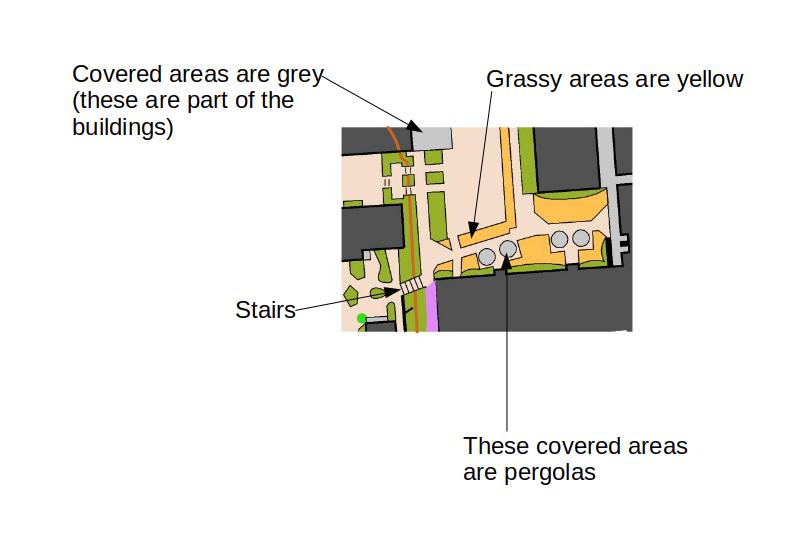 Covered areas are grey
(these are part of the
buildings)
Grassy areas are yellow
Stairs
These covered areas
are pergolas